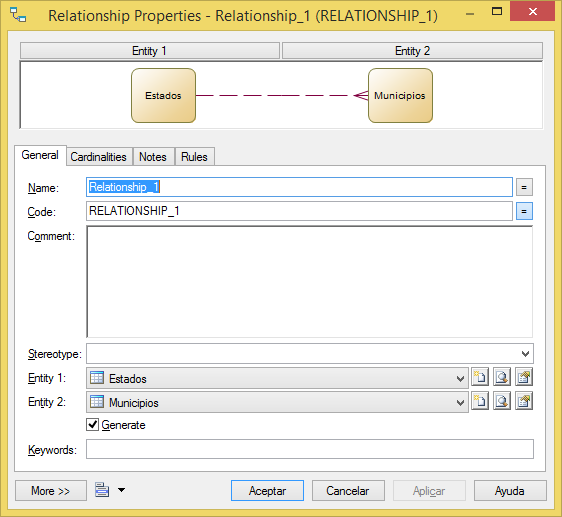 Relationship Properties - Relationship_1 (RELATIONSHIP_1)
Entity 1 Entity 2
Estados Municipios
General Cardinalities Notes Rules
Name: Relationship_1 =
Code: RELATIONSHIP_1 =
Comment:
Stereotype:
Entity 1: Estados
Entity 2: Municipios
Generate
Keywords:
More >> Aceptar Cancelar Aplicar Ayuda